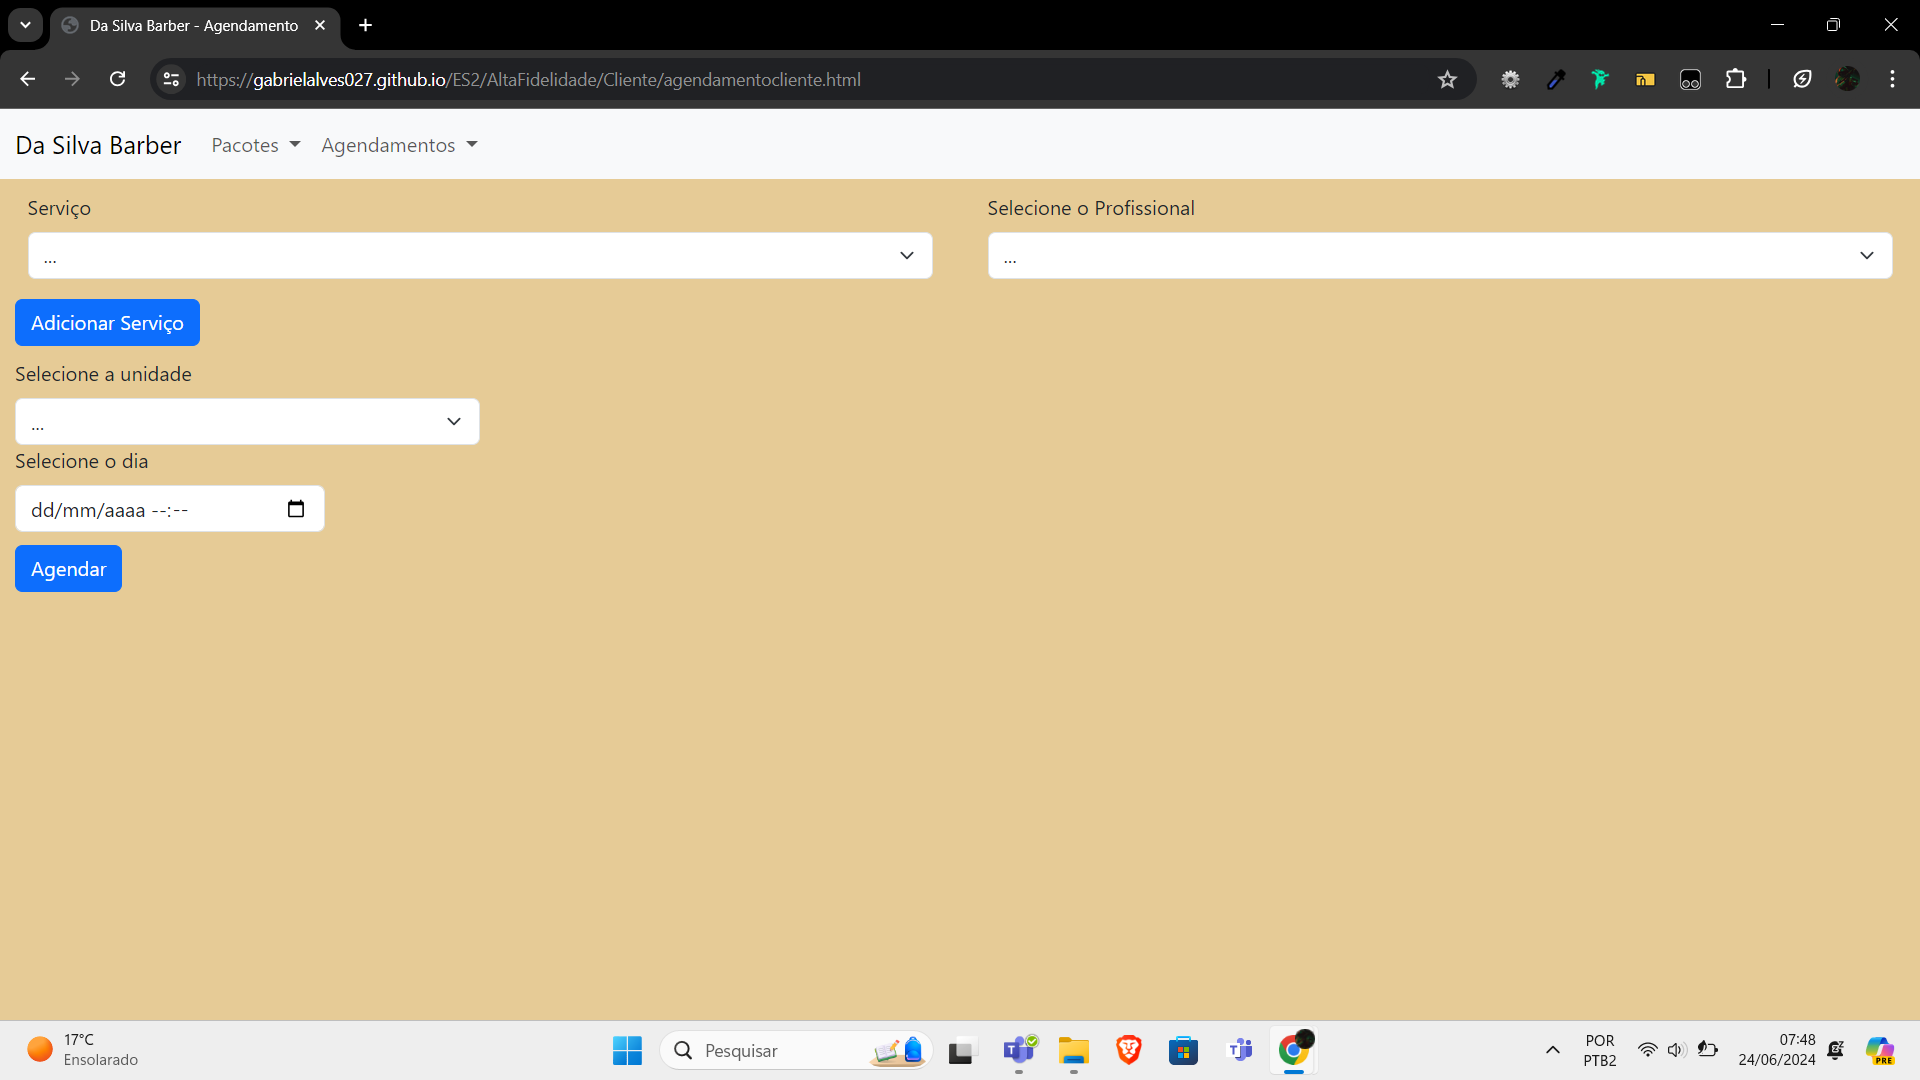 Da Silva Barber - Agendamento
https://gabrielalves027.github.io/ES2/AltaFidelidade/Cliente/agendamentocliente.html
Da Silva Barber Pacotes Agendamentos
Serviço Selecione o Profissional
... ...
Adicionar Serviço
Selecione a unidade
...
Selecione o dia
dd/mm/aaaa --:--
Agendar
17°C
Ensolarado
Pesquisar
POR
PTB2
07:48
24/06/2024
PRE